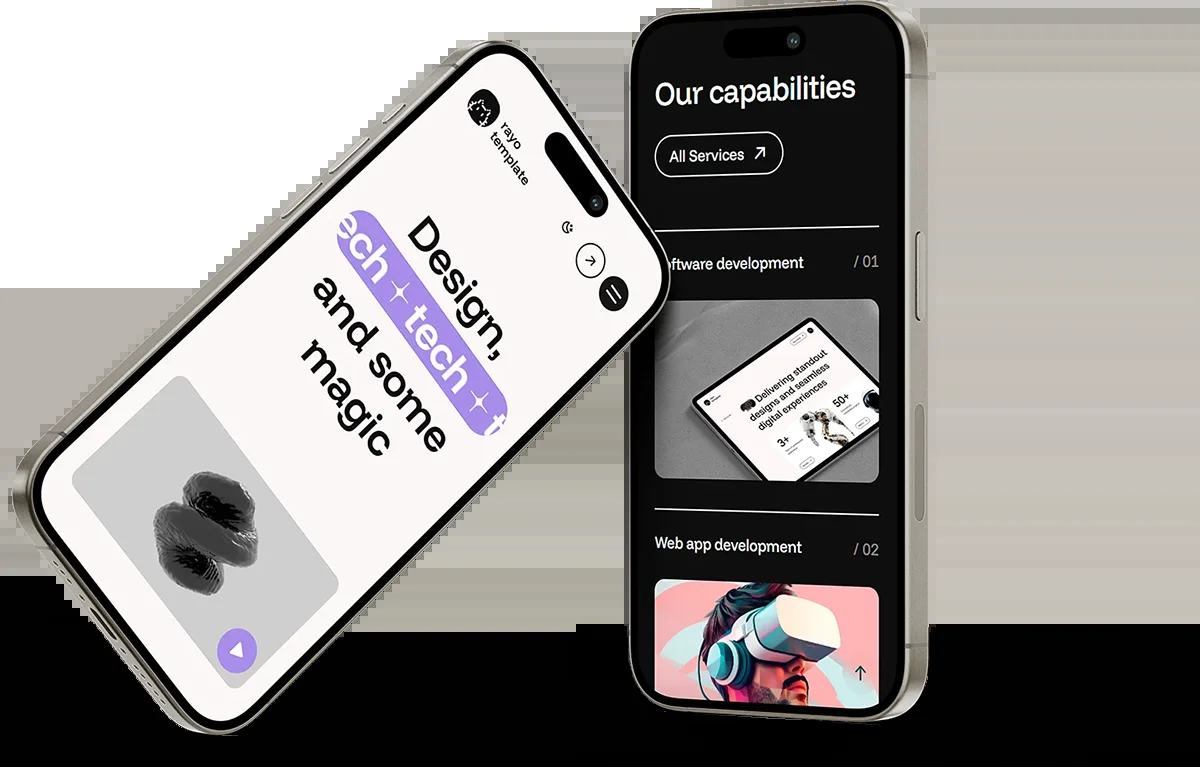 rayo
template
Design,
ech tech
and some
magic
Our capabilities
All Services
ftware development
/ 01
Delivering standout
designs and seamless
digital experiences
50+
3+
Web app development
/ 02